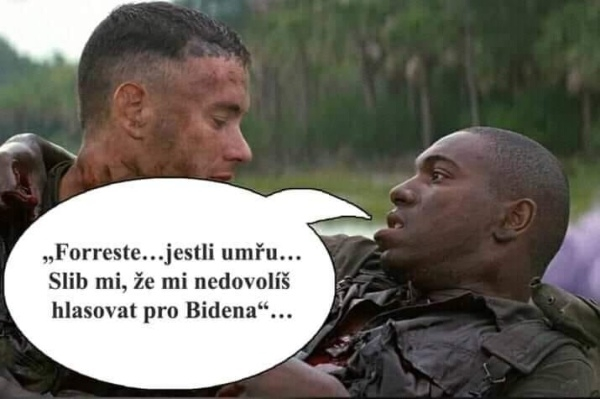 „Forreste…jestli umřu…
Slib mi, že mi nedovolíš
hlasovat pro Bidena“…